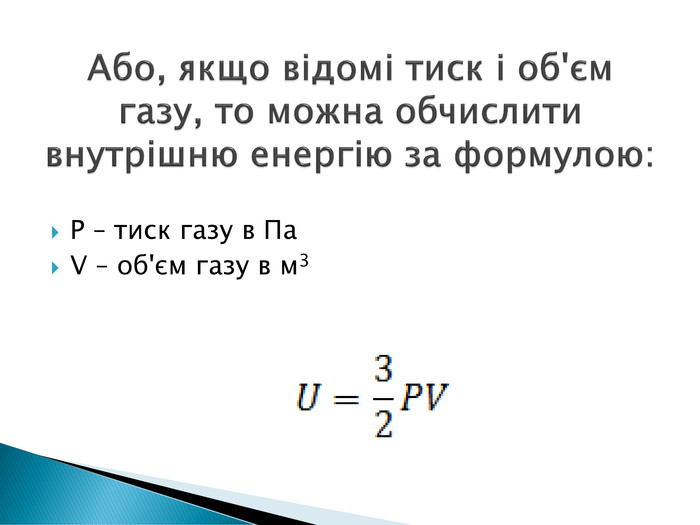 Або, якщо відомі тиск і об'єм
газу, то можна обчислити
внутрішню енергію за формулою:
P – тиск газу в Па
V – об'єм газу в м³
U = 3/2 PV